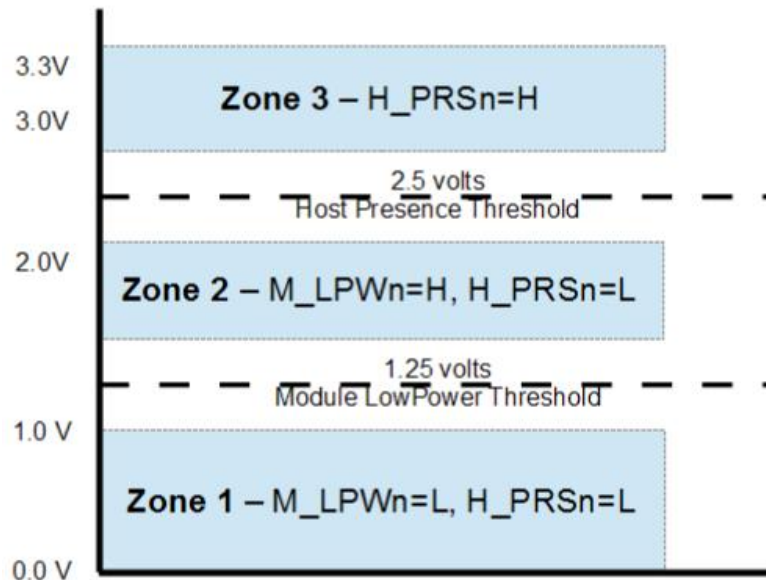 3.3V
Zone 3 – H_PRSn=H
3.0V
2.5 volts
Host Presence Threshold
2.0V
Zone 2 – M_LPWn=H, H_PRSn=L
1.25 volts
Module LowPower Threshold
1.0 V
Zone 1 – M_LPWn=L, H_PRSn=L
0.0 V